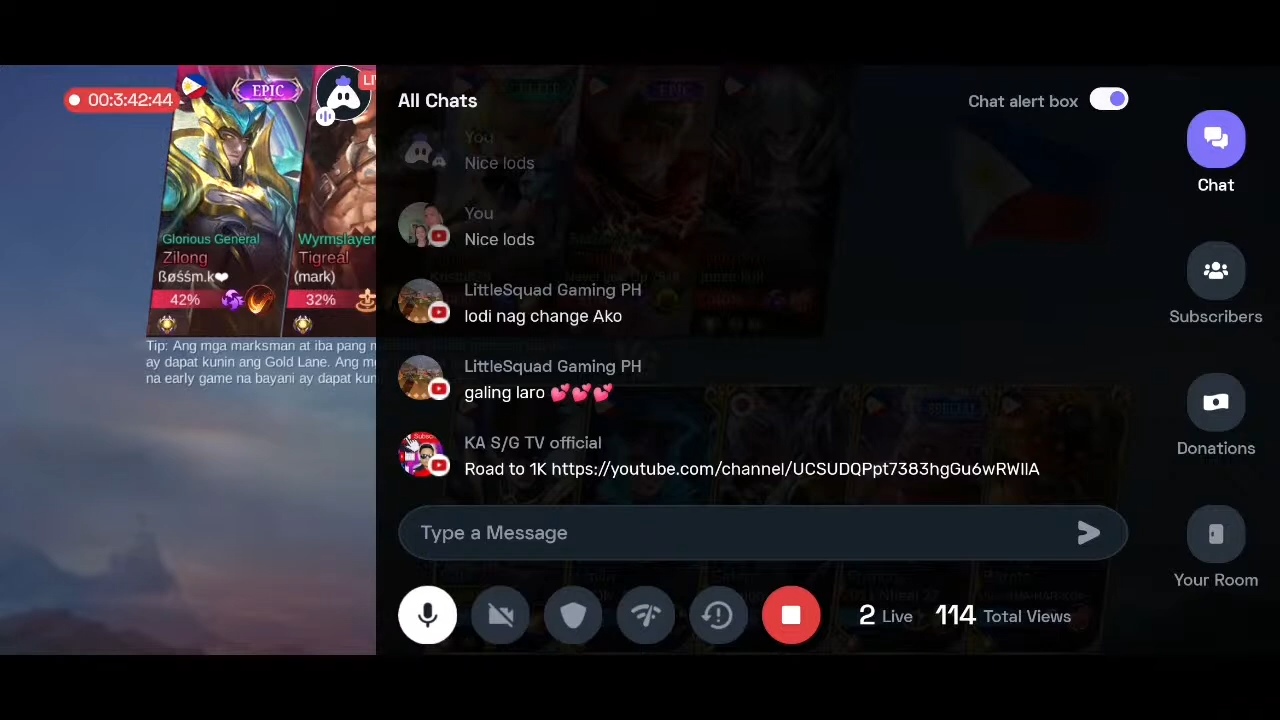 00:3:42:44
EPIC
LI
Glorious General
Zilong
ßøśśm.k❤
42%
Wyrmslayer
Tigreal
(mark)
32%
Tip: Ang mga marksman at iba pang m
ay dapat kunin ang Gold Lane. Ang m
na early game na bayani ay dapat kun
All Chats
Chat alert box
You
Nice lods
You
Nice lods
LittleSquad Gaming PH
lodi nag change Ako
LittleSquad Gaming PH
galing laro 💕💕💕
KA S/G TV official
Road to 1K https://youtube.com/channel/UCSUDQPpt7383hgGu6wRWIlA
Type a Message
2 Live 114 Total Views
Chat
Subscribers
Donations
Your Room